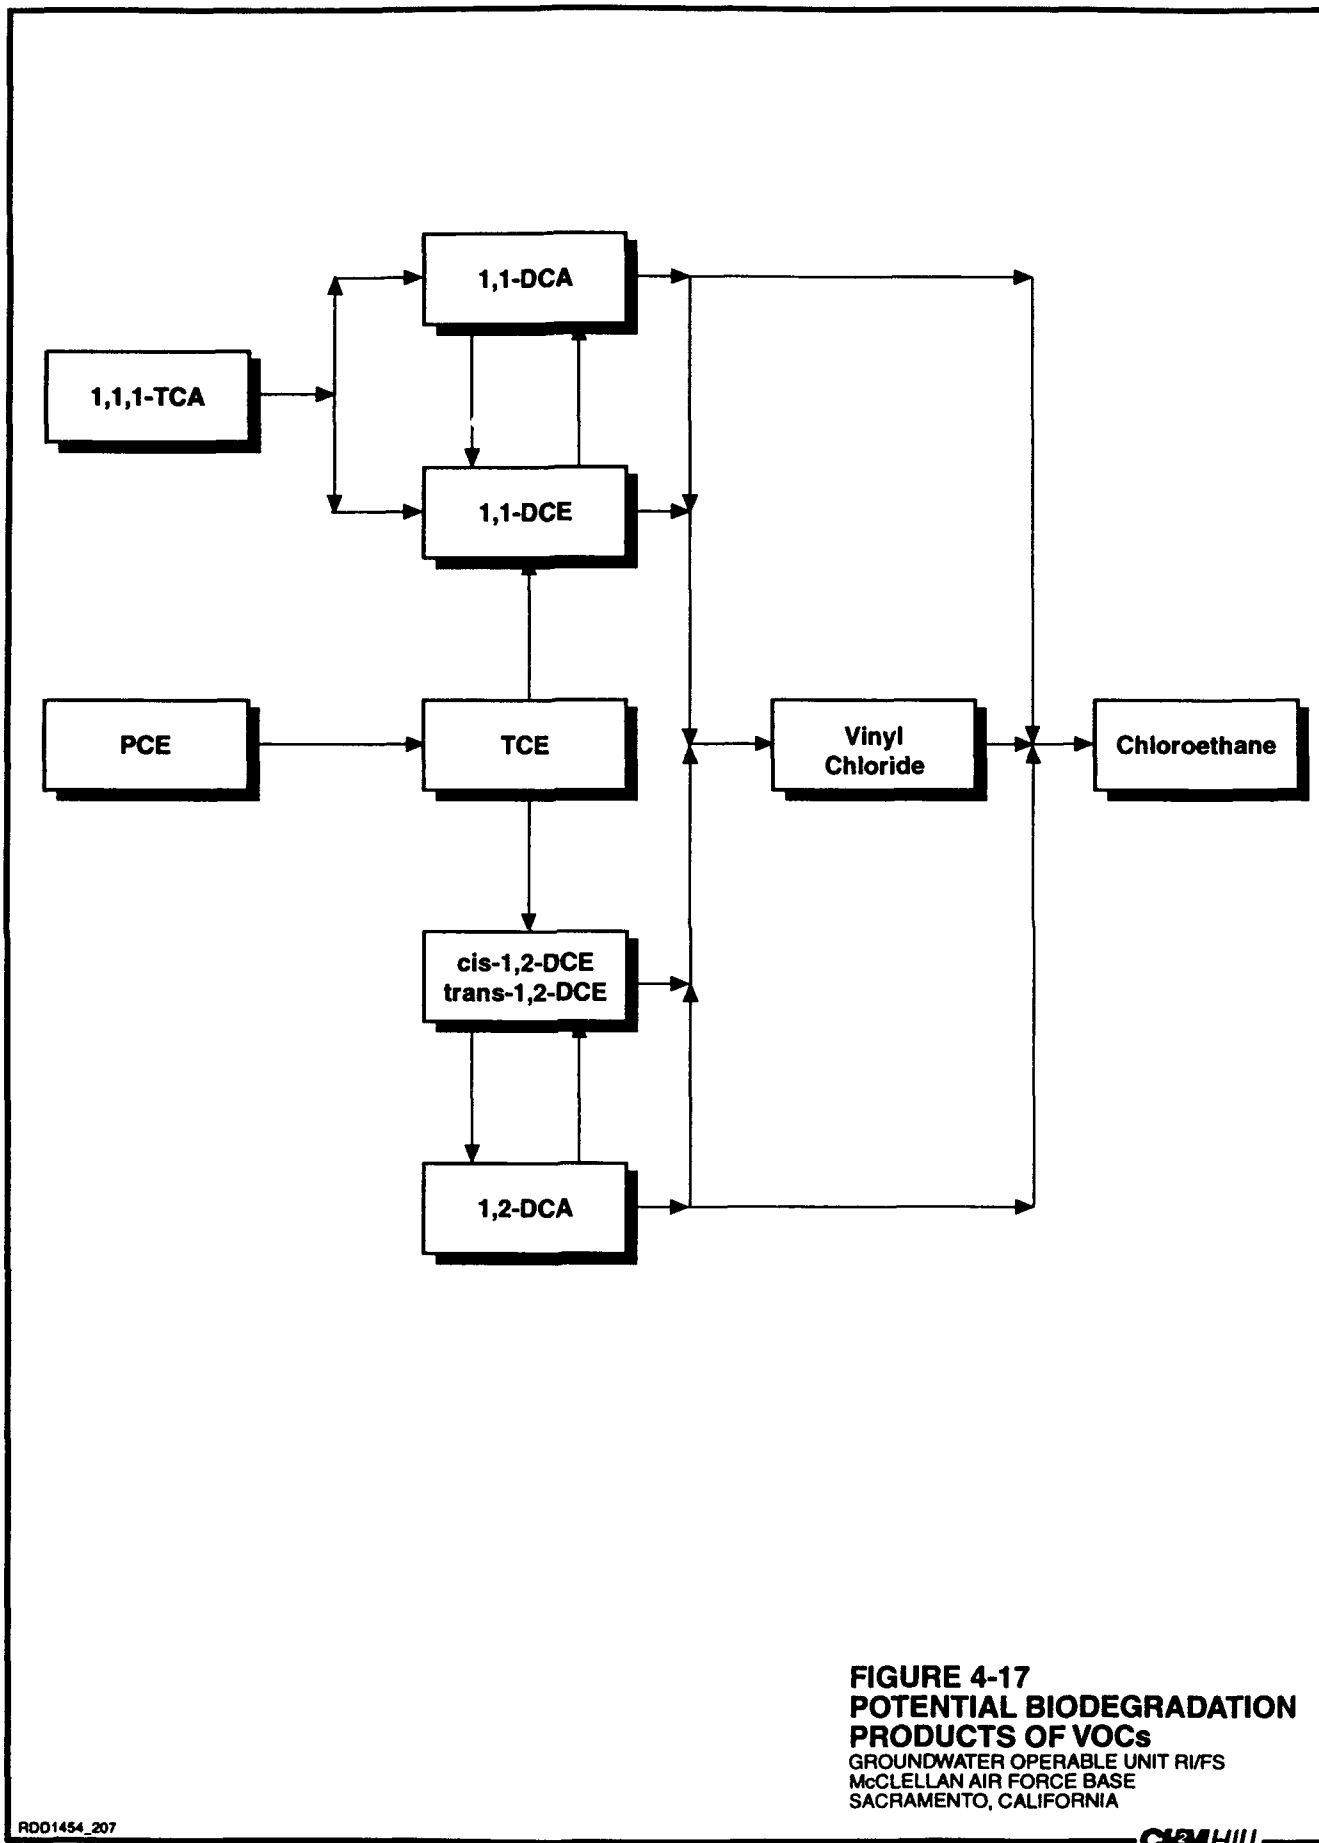 1,1-DCA
1,1,1-TCA
1,1-DCE
PCE
TCE
Vinyl
Chloride
Chloroethane
cis-1,2-DCE
trans-1,2-DCE
1,2-DCA
FIGURE 4-17
POTENTIAL BIODEGRADATION
PRODUCTS OF VOCs
GROUNDWATER OPERABLE UNIT RI/FS
McCLELLAN AIR FORCE BASE
SACRAMENTO, CALIFORNIA
RDD1454_207
CH2M HILL